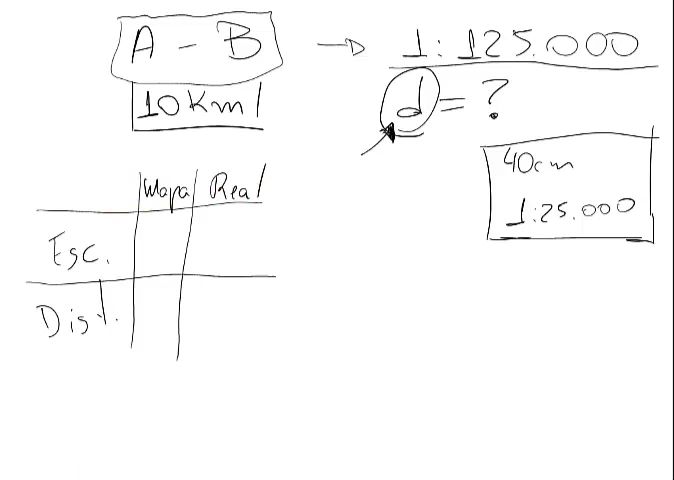 A - B → 1:125.000
10Km
d = ?
40cm
1:25.000
Mapa Real
Esc.
Dist.